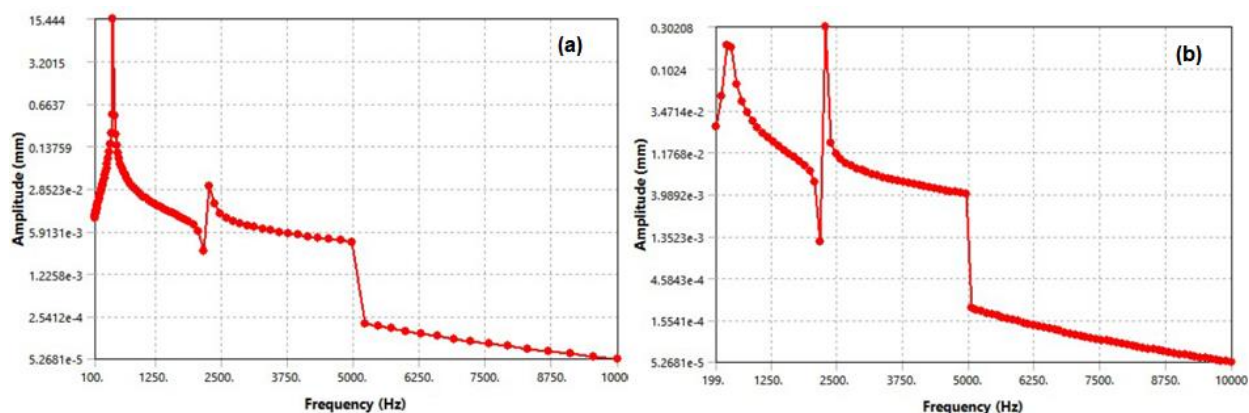 (a)
Amplitude (mm)
15.444
3.2015
0.6637
0.13759
2.8523e-2
5.9131e-3
1.2258e-3
2.5412e-4
5.2681e-5
100. 1250. 2500. 3750. 5000. 6250. 7500. 8750. 1000
Frequency (Hz)
(b)
Amplitude (mm)
0.30208
0.1024
3.4714e-2
1.1768e-2
3.9892e-3
1.3523e-3
4.5843e-4
1.5541e-4
5.2681e-5
199. 1250. 2500. 3750. 5000. 6250. 7500. 8750. 10000
Frequency (Hz)